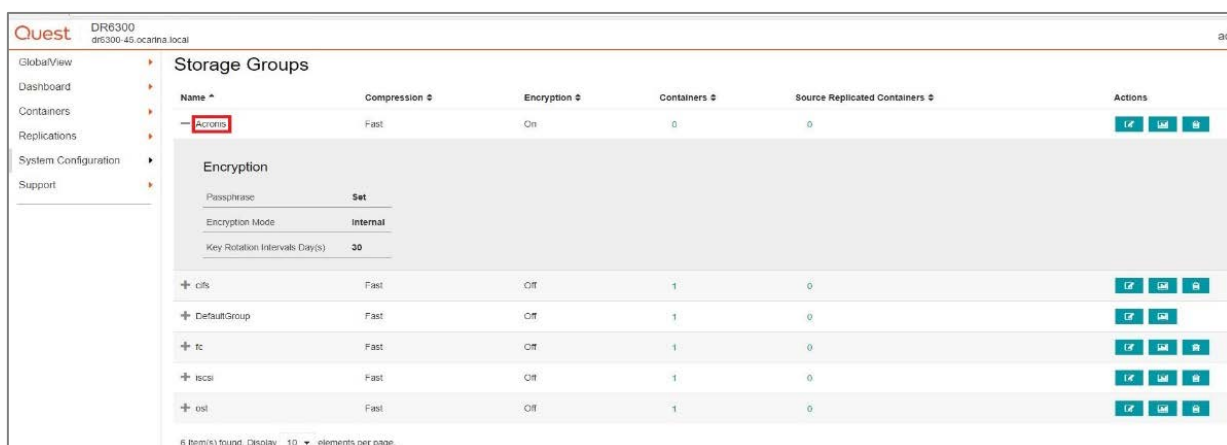 Quest DR6300
dr6300-45.ocarina.local
GlobalView
Dashboard
Containers
Replications
System Configuration
Support
Storage Groups
Name Compression Encryption Containers Source Replicated Containers Actions
Acronis Fast On 0 0
Encryption
Passphrase Set
Encryption Mode Internal
Key Rotation Intervals Day(s) 30
cifs Fast Off 1 0
DefaultGroup Fast Off 1 0
fc Fast Off 1 0
iscsi Fast Off 1 0
ost Fast Off 1 0
6 Item(s) found. Display 10 elements per page.